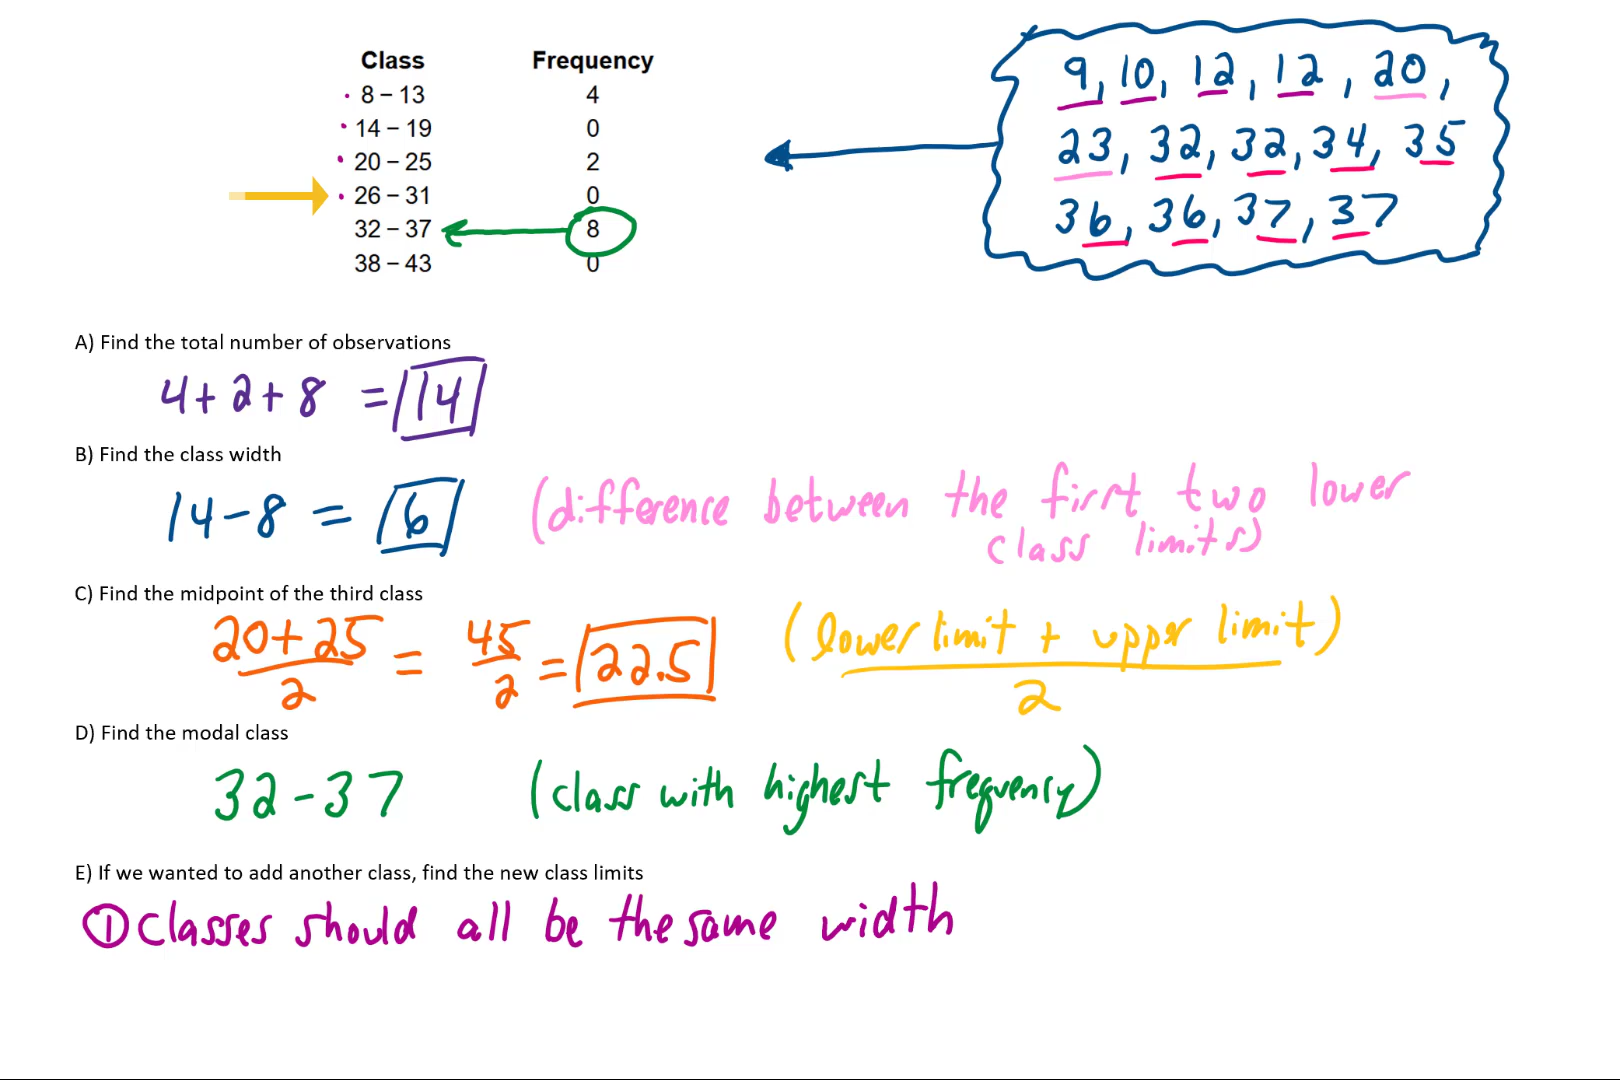 Class Frequency
8 – 13 4
14 – 19 0
20 – 25 2
26 – 31 0
32 – 37 8
38 – 43 0
9, 10, 12, 12, 20,
23, 32, 32, 34, 35
36, 36, 37, 37
A) Find the total number of observations
4 + 2 + 8 = 14
B) Find the class width
14 - 8 = 6 (difference between the first two lower
class limits)
C) Find the midpoint of the third class
20 + 25 / 2 = 45 / 2 = 22.5 (lower limit + upper limit) / 2
D) Find the modal class
32 - 37 (class with highest frequency)
E) If we wanted to add another class, find the new class limits
① Classes should all be the same width